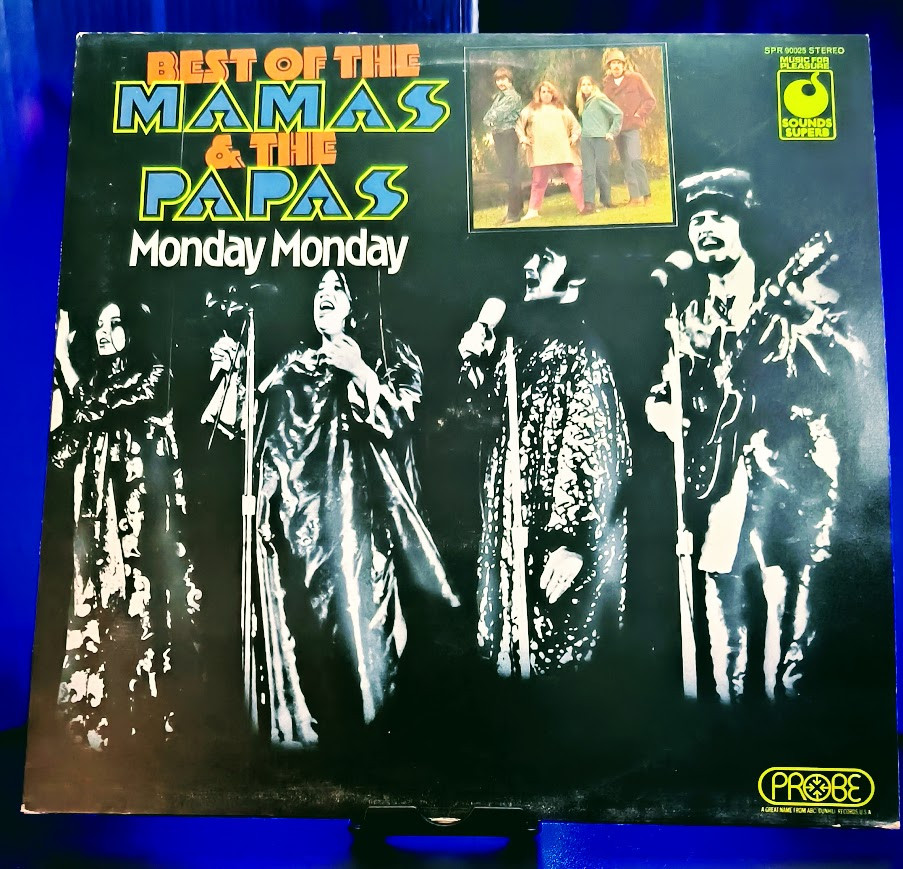 BEST OF THE
MAMAS
& THE
PAPAS
Monday Monday
SPR 90025 STEREO
MUSIC FOR
PLEASURE
SOUNDS
SUPERB
PROBE
A GREAT NAME FROM ABC DUNHILL RECORDS U.S.A